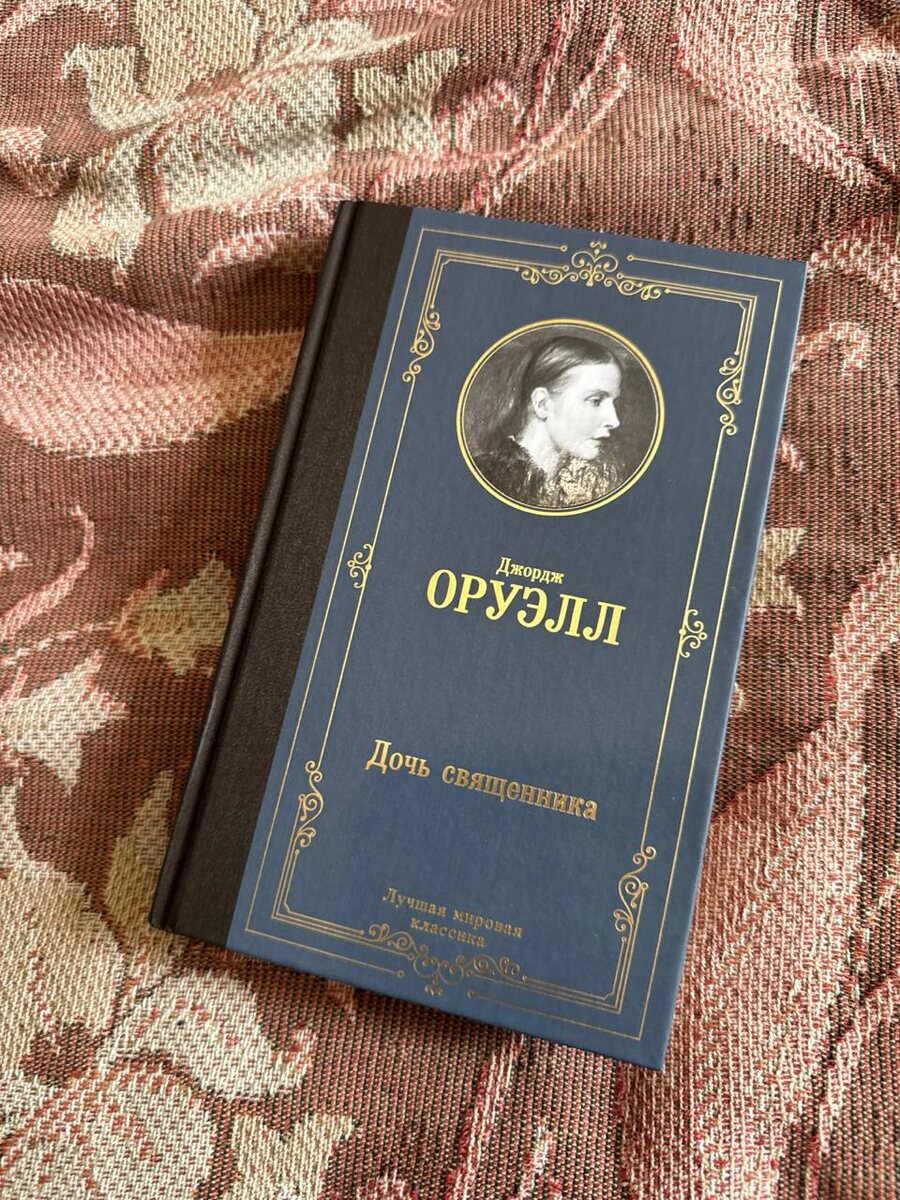 Джордж
ОРУЭЛЛ
Дочь священника
Лучшая мировая
классика